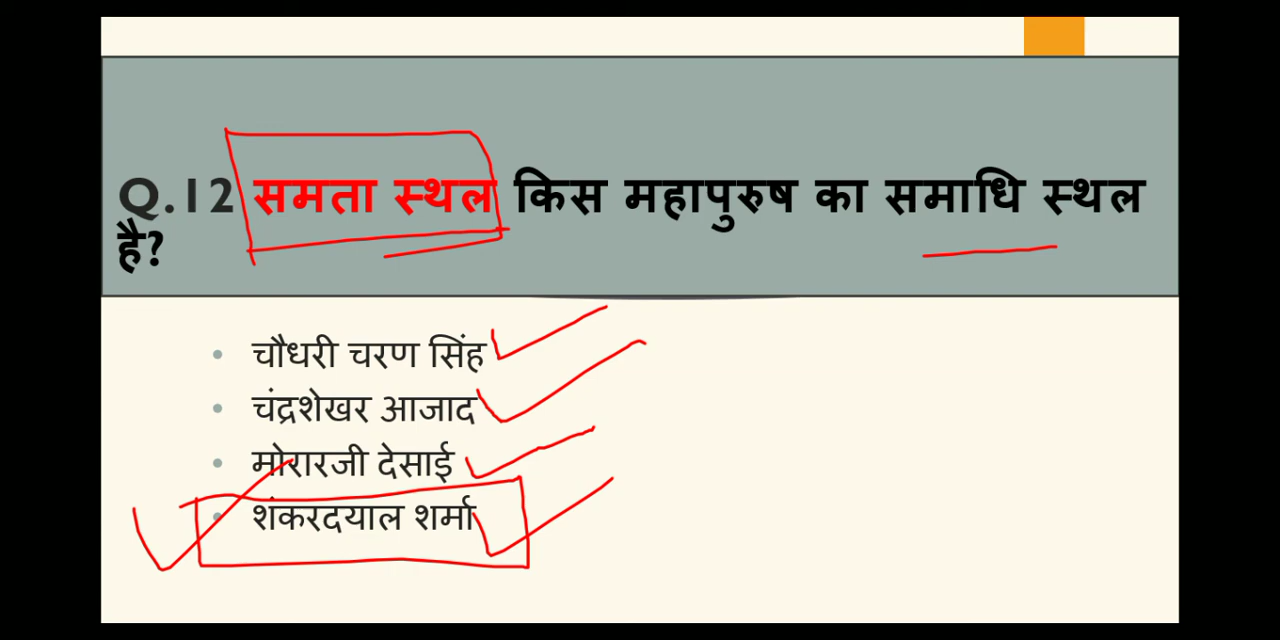 Q.12 समता स्थल किस महापुरुष का समाधि स्थल
है?
• चौधरी चरण सिंह
• चंद्रशेखर आजाद
• मोरारजी देसाई
• शंकरदयाल शर्मा